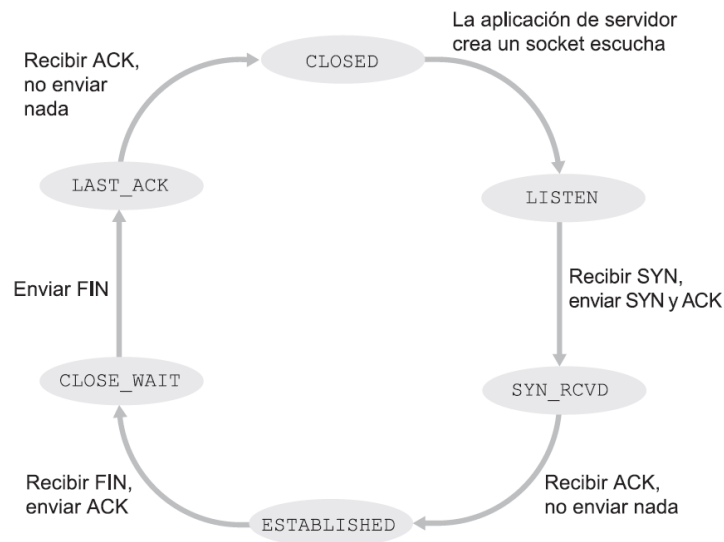 La aplicación de servidor
crea un socket escucha
Recibir ACK,
no enviar
nada
CLOSED
LAST_ACK
LISTEN
Enviar FIN
Recibir SYN,
enviar SYN y ACK
CLOSE_WAIT
SYN_RCVD
Recibir FIN,
enviar ACK
Recibir ACK,
no enviar nada
ESTABLISHED